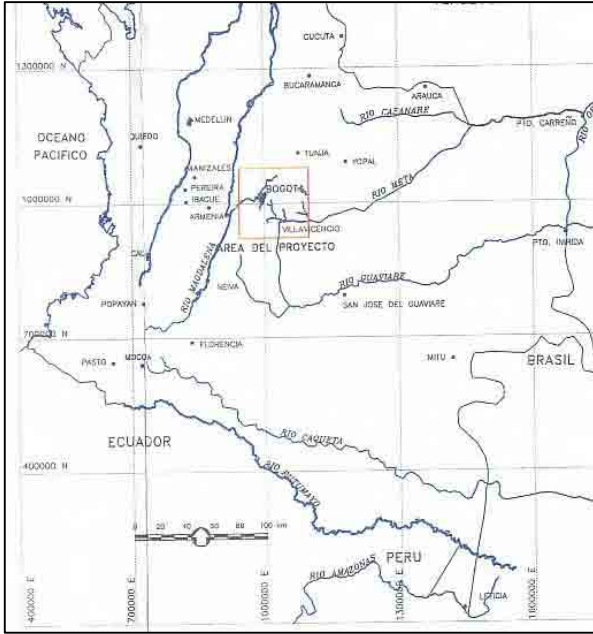 CUCUTA
1200000 N
BUCARAMANGA
ARAUCA
RIO CASANARE
MEDELLIN
PTO. CARREÑO
OCEANO
PACIFICO
QUIBDO
TUNJA
YOPAL
MANIZALES
PEREIRA
BOGOTA
RIO META
1000000 N
IBAGUE
ARMENIA
VILLAVICENCIO
AREA DEL PROYECTO
PTO. INIRIDA
CALI
RIO MAGDALENA
NEIVA
RIO GUAVIARE
POPAYAN
SAN JOSE DEL GUAVIARE
700000 N
FLORENCIA
PASTO
MOCOA
MITU
BRASIL
ECUADOR
RIO CAQUETA
400000 N
RIO PUTUMAYO
0 20 40 60 80 100 km
PERU
RIO AMAZONAS
LETICIA
400000 E
700000 E
1000000 E
1300000 E
1600000 E